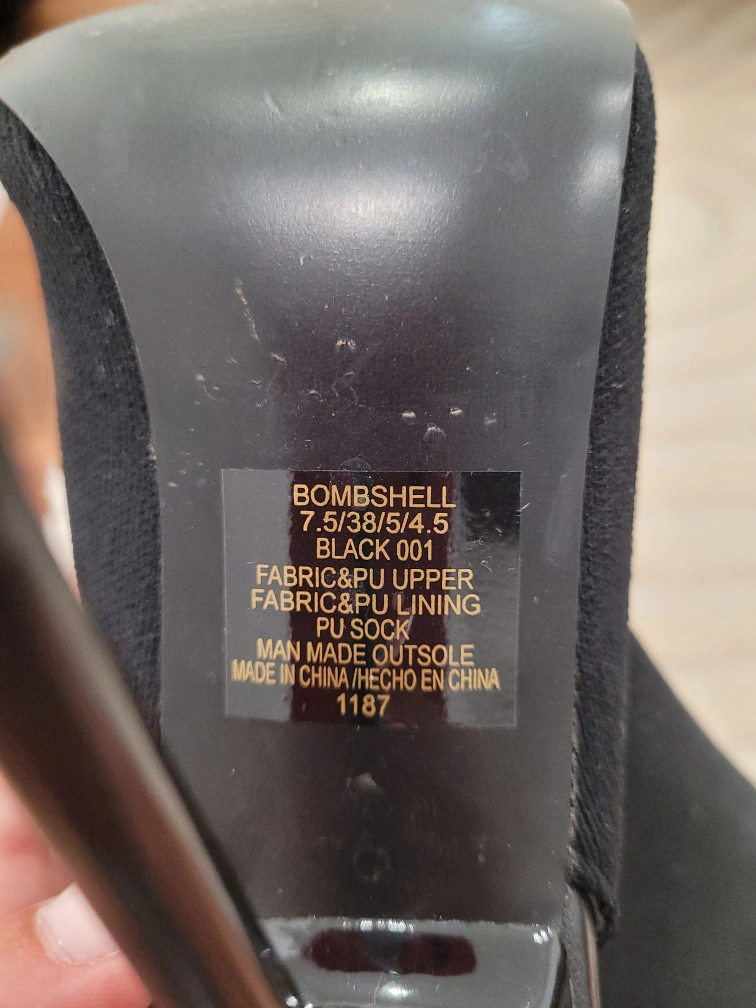 BOMBSHELL
7.5/38/5/4.5
BLACK 001
FABRIC&PU UPPER
FABRIC&PU LINING
PU SOCK
MAN MADE OUTSOLE
MADE IN CHINA /HECHO EN CHINA
1187